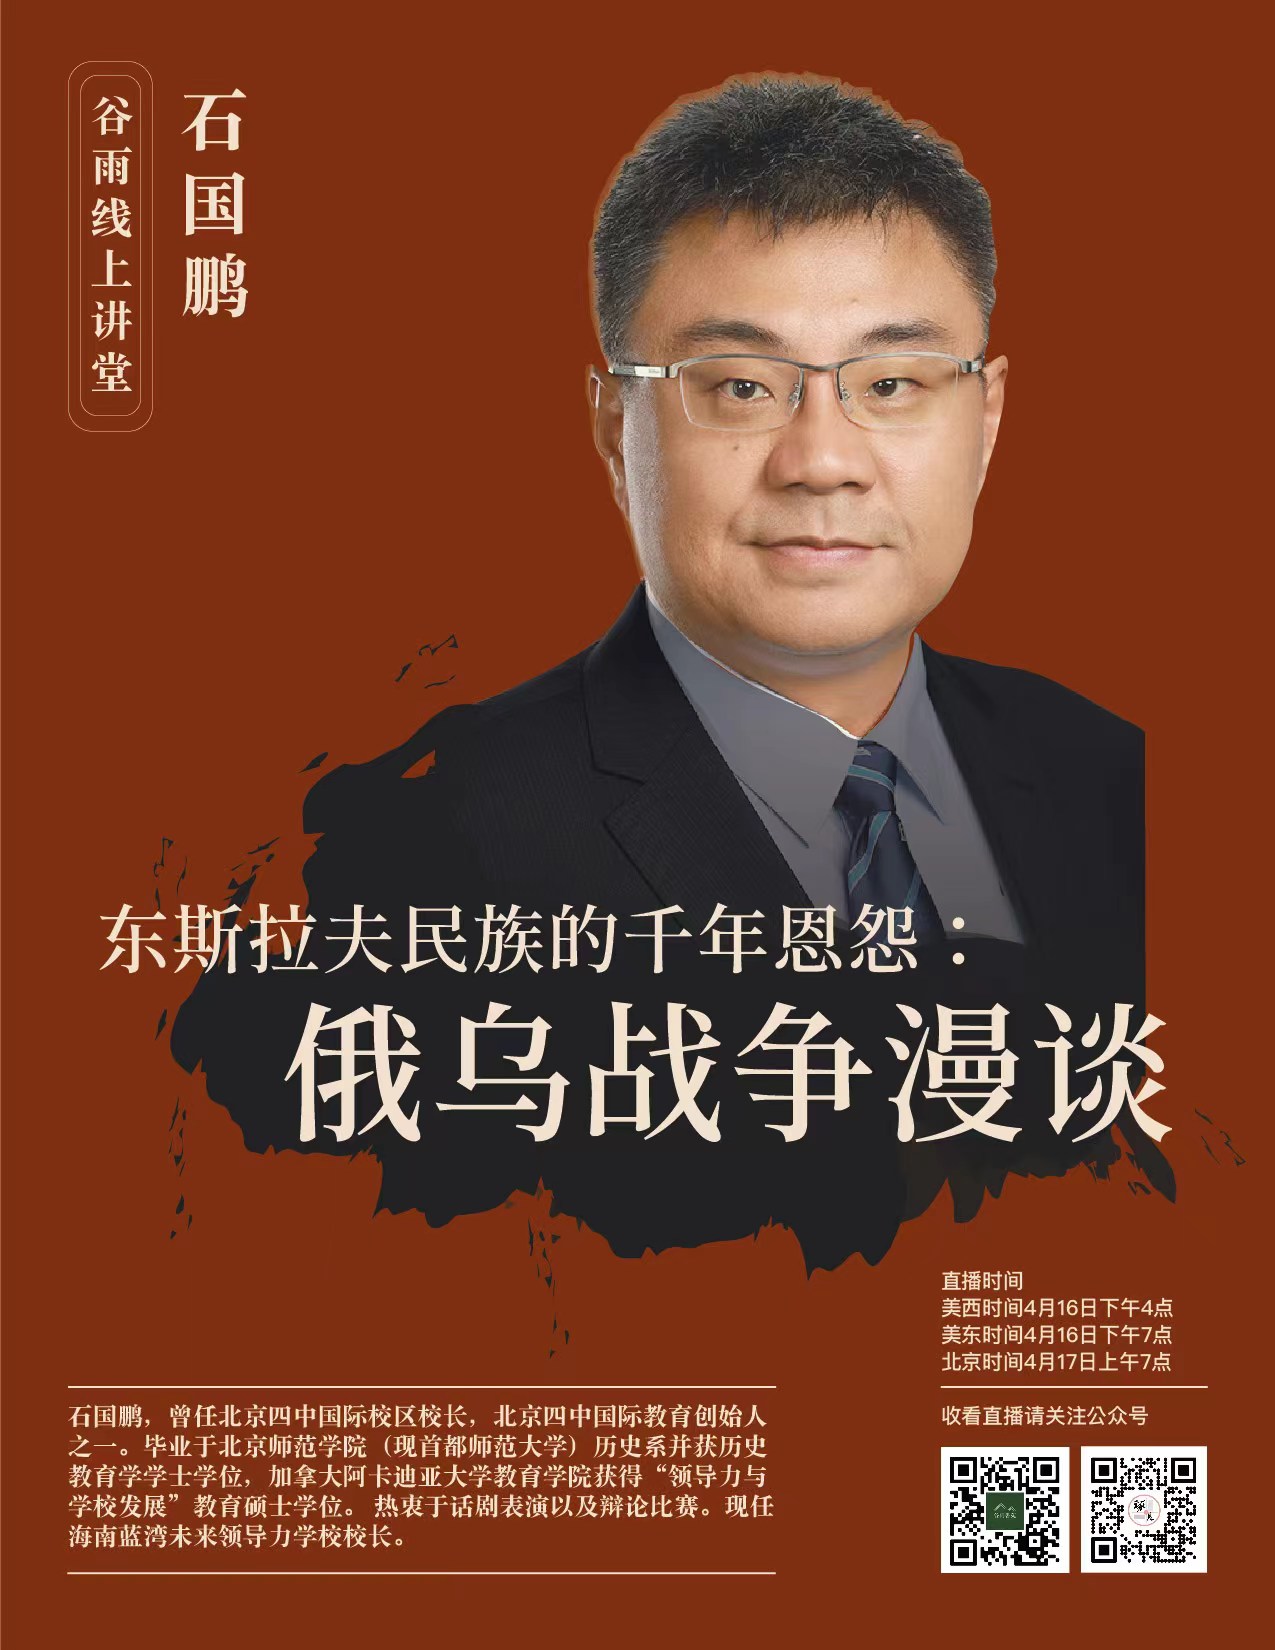 谷雨线上讲堂
石国鹏
东斯拉夫民族的千年恩怨：
俄乌战争漫谈
直播时间
美西时间4月16日下午4点
美东时间4月16日下午7点
北京时间4月17日上午7点
收看直播请关注公众号
石国鹏，曾任北京四中国际校区校长，北京四中国际教育创始人
之一。毕业于北京师范学院（现首都师范大学）历史系并获历史
教育学学士学位，加拿大阿卡迪亚大学教育学院获得“领导力与
学校发展”教育硕士学位。 热衷于话剧表演以及辩论比赛。现任
海南蓝湾未来领导力学校校长。